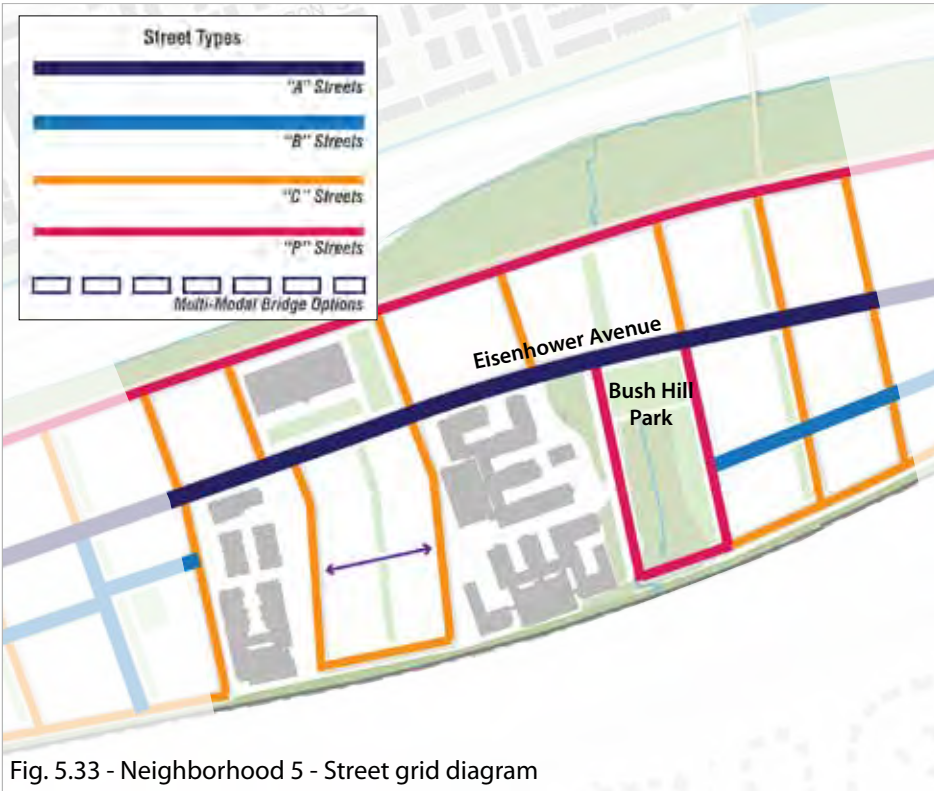 Street Types
"A" Streets
"B" Streets
"C" Streets
"P" Streets
Multi-Modal Bridge Options
Eisenhower Avenue
Bush Hill
Park
Fig. 5.33 - Neighborhood 5 - Street grid diagram